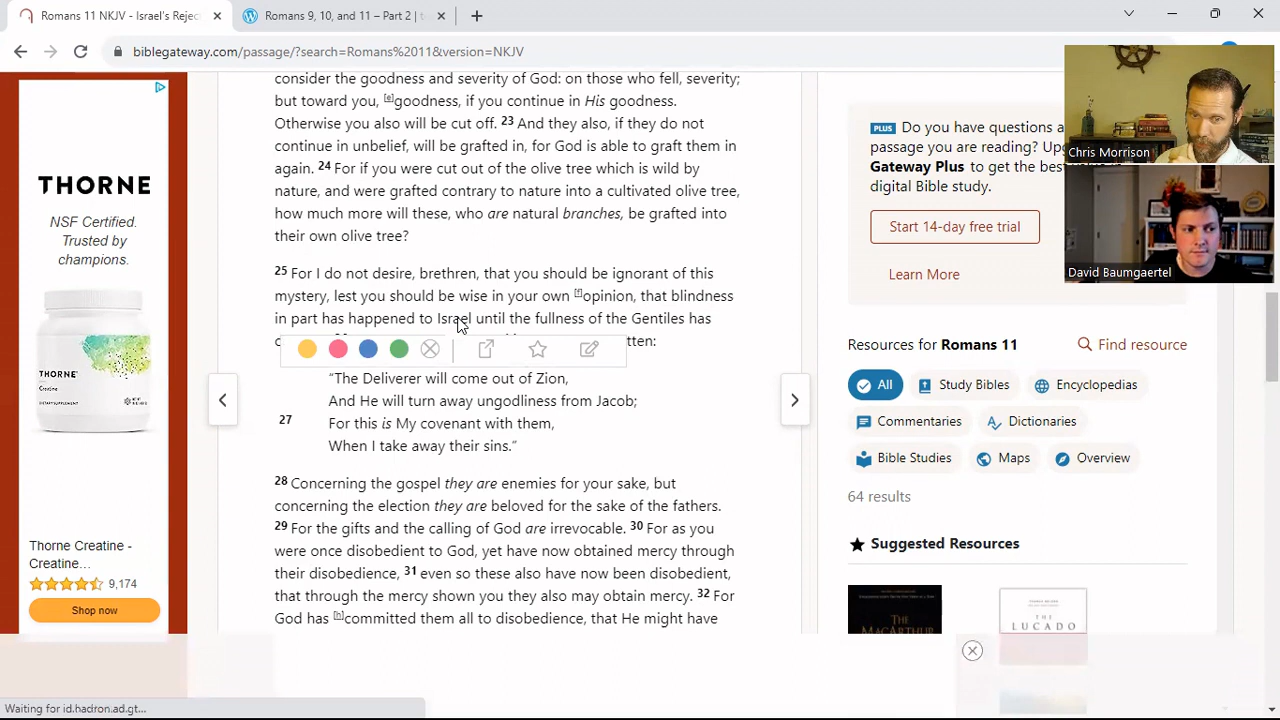 Romans 11 NKJV - Israel's Rejec
Romans 9, 10, and 11 – Part 2 | t
biblegateway.com/passage/?search=Romans%2011&version=NKJV
THORNE
NSF Certified.
Trusted by
champions.
THORNE
Creatine
Thorne Creatine -
Creatine...
9,174
Shop now
consider the goodness and severity of God: on those who fell, severity;
but toward you, goodness, if you continue in His goodness.
Otherwise you also will be cut off. 23 And they also, if they do not
continue in unbelief, will be grafted in, for God is able to graft them in
again. 24 For if you were cut out of the olive tree which is wild by
nature, and were grafted contrary to nature into a cultivated olive tree,
how much more will these, who are natural branches, be grafted into
their own olive tree?
25 For I do not desire, brethren, that you should be ignorant of this
mystery, lest you should be wise in your own [f]opinion, that blindness
in part has happened to Israel until the fullness of the Gentiles has
tten:
“The Deliverer will come out of Zion,
And He will turn away ungodliness from Jacob;
27 For this is My covenant with them,
When I take away their sins.”
28 Concerning the gospel they are enemies for your sake, but
concerning the election they are beloved for the sake of the fathers.
29 For the gifts and the calling of God are irrevocable. 30 For as you
were once disobedient to God, yet have now obtained mercy through
their disobedience, 31 even so these also have now been disobedient,
that through the mercy shown you they also may obtain mercy. 32 For
God has committed them all to disobedience, that He might have
PLUS Do you have questions a
passage you are reading? Upg
Gateway Plus to get the best
digital Bible study.
Start 14-day free trial
Learn More
Resources for Romans 11
Find resource
All
Study Bibles
Encyclopedias
Commentaries
Dictionaries
Bible Studies
Maps
Overview
64 results
Suggested Resources
THE
MACARTHUR
THE
LUCADO
Chris Morrison
David Baumgaertel
Waiting for id.hadron.ad.gt...